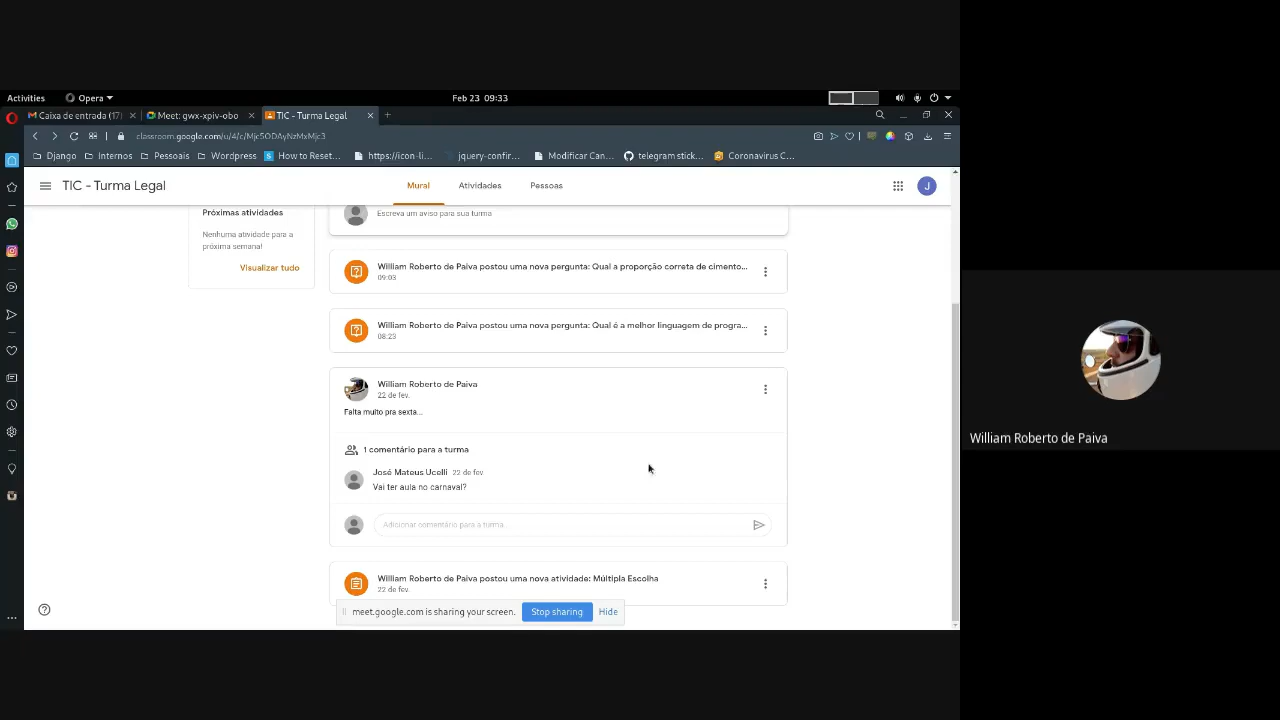 Activities
Opera
Feb 23 09:33
Caixa de entrada (17)
Meet: gwx-xpiv-obo
TIC - Turma Legal
classroom.google.com/u/4/c/Mjc5ODAyNzMxMjc3
Django
Internos
Pessoais
Wordpress
How to Reset...
https://icon-li...
jquery-confir...
Modificar Can...
telegram stick...
Coronavirus C...
TIC - Turma Legal
Mural
Atividades
Pessoas
J
Próximas atividades
Nenhuma atividade para a
próxima semana!
Visualizar tudo
Escreva um aviso para sua turma
William Roberto de Paiva postou uma nova pergunta: Qual a proporção correta de cimento...
09:03
William Roberto de Paiva postou uma nova pergunta: Qual é a melhor linguagem de progra...
08:23
William Roberto de Paiva
22 de fev.
Falta muito pra sexta...
1 comentário para a turma
José Mateus Ucelli 22 de fev.
Vai ter aula no carnaval?
Adicionar comentário para a turma...
William Roberto de Paiva postou uma nova atividade: Múltipla Escolha
22 de fev.
meet.google.com is sharing your screen.
Stop sharing
Hide
William Roberto de Paiva